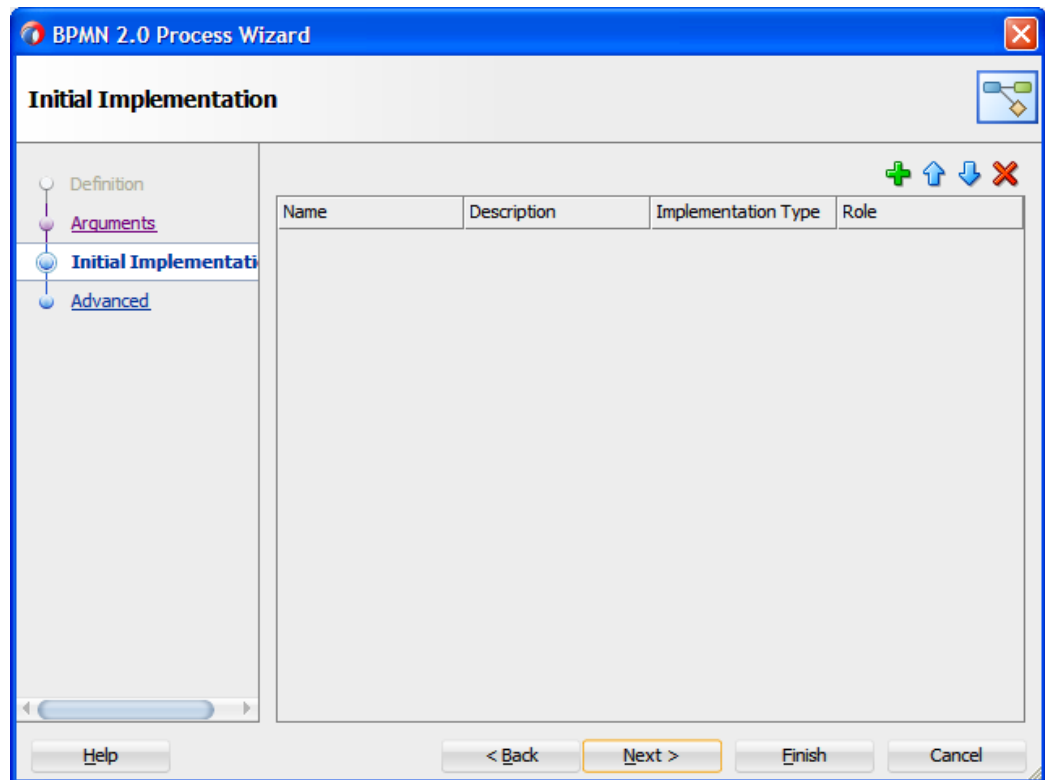 BPMN 2.0 Process Wizard
Initial Implementation
Definition
Arguments
Initial Implementati
Advanced
Name Description Implementation Type Role
Help < Back Next > Finish Cancel